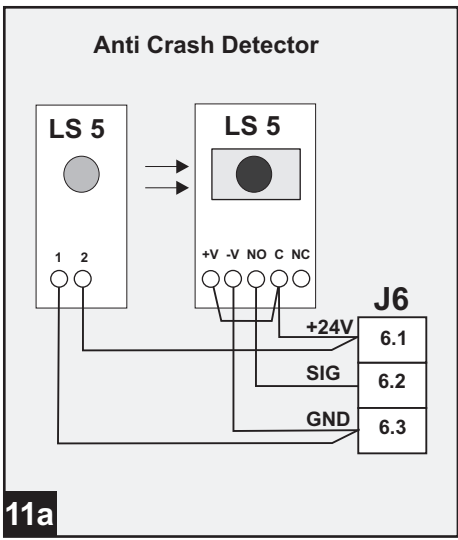 Anti Crash Detector
LS 5
LS 5
1 2
+V -V NO C NC
J6
+24V
6.1
SIG
6.2
GND
6.3
11a